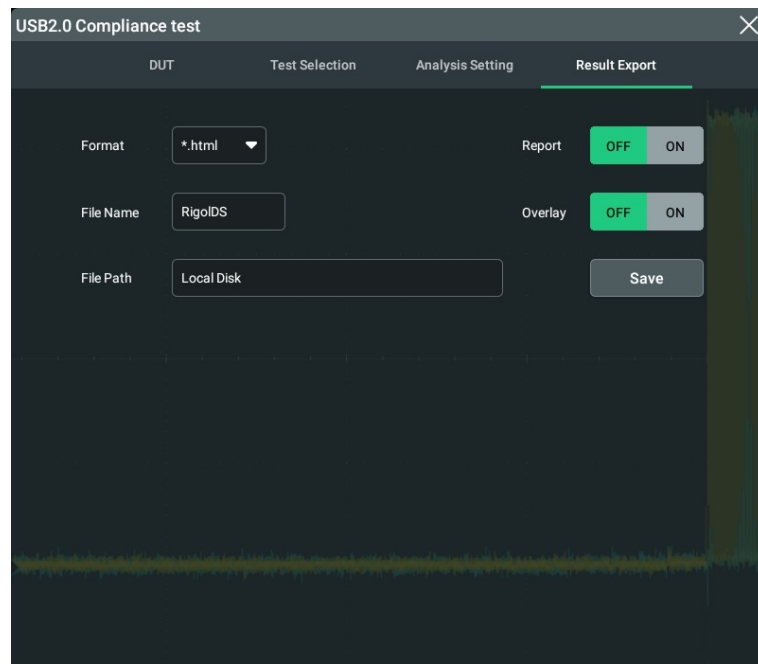 USB2.0 Compliance test
DUT Test Selection Analysis Setting Result Export
Format *.html Report OFF ON
File Name RigolDS Overlay OFF ON
File Path Local Disk Save